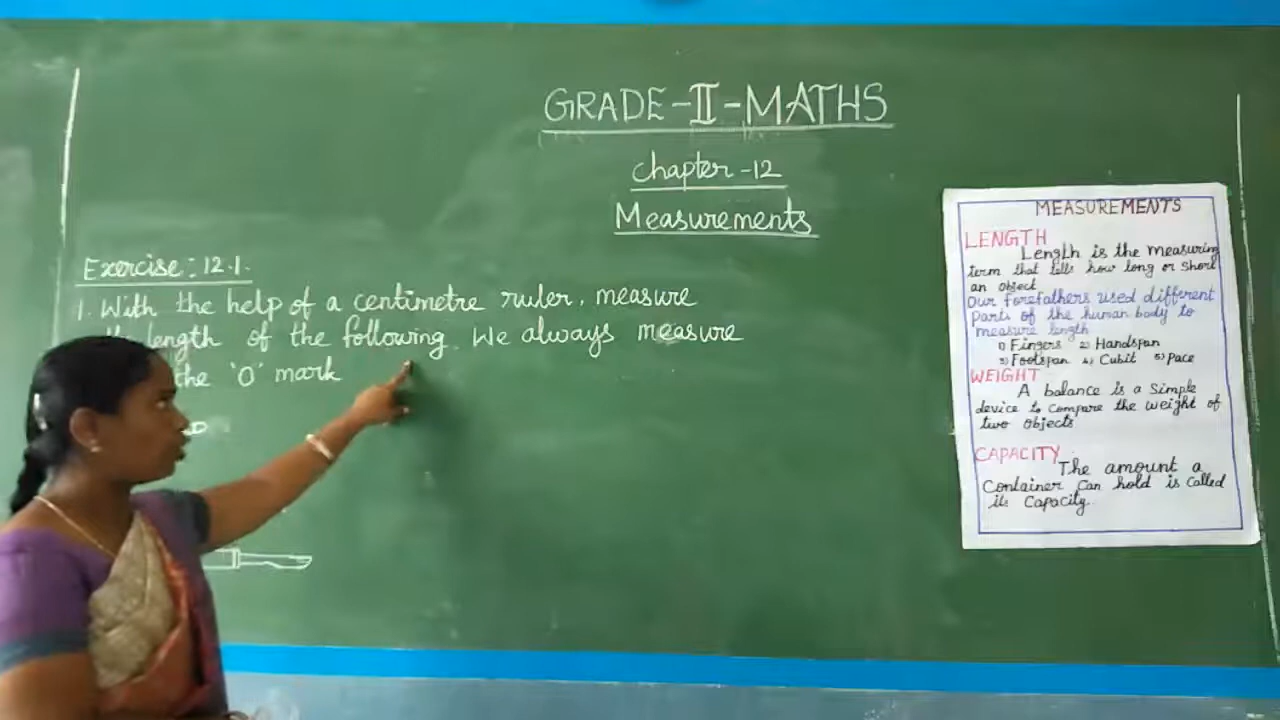 GRADE-II-MATHS
Chapter-12
Measurements
Exercise: 12.1.
1. With the help of a centimetre ruler, measure
length of the following. We always measure
the '0' mark
MEASUREMENTS
LENGTH
Length is the measuring
term that tells how long or short
an object
Our forefathers used different
parts of the human body to
measure length
1) Fingers 2) Handspan
3) Footspan 4) Cubit 5) Pace
WEIGHT
A balance is a simple
device to compare the weight of
two objects
CAPACITY
The amount a
Container can hold is called
its capacity.